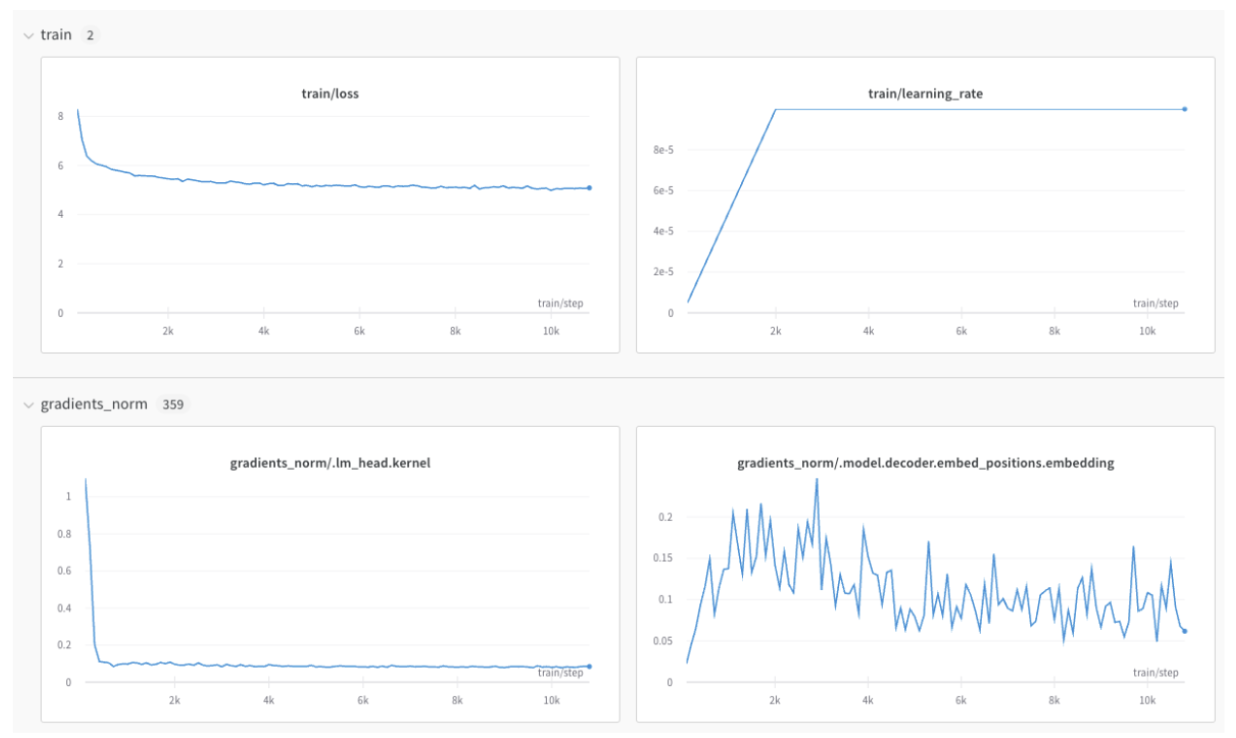 train 2
train/loss
8
6
4
2
0
train/step
2k 4k 6k 8k 10k
train/learning_rate
8e-5
6e-5
4e-5
2e-5
0
train/step
2k 4k 6k 8k 10k
gradients_norm 359
gradients_norm/.lm_head.kernel
1
0.8
0.6
0.4
0.2
0
train/step
2k 4k 6k 8k 10k
gradients_norm/.model.decoder.embed_positions.embedding
0.2
0.15
0.1
0.05
0
train/step
2k 4k 6k 8k 10k